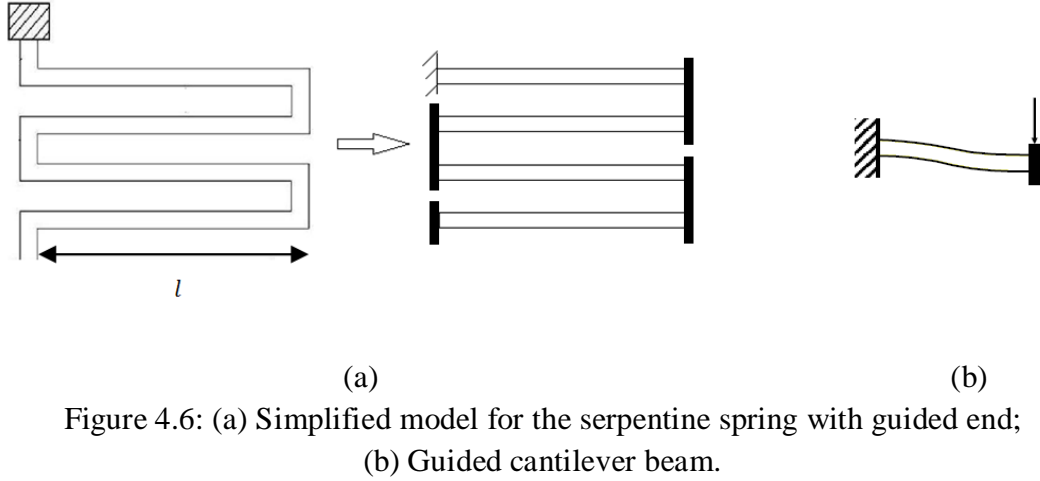 l
(a)
(b)
Figure 4.6: (a) Simplified model for the serpentine spring with guided end;
(b) Guided cantilever beam.